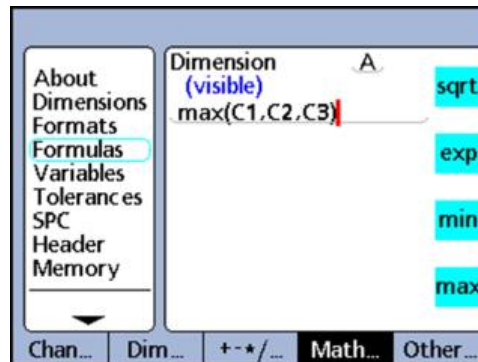 About
Dimensions
Formats
Formulas
Variables
Tolerances
SPC
Header
Memory
Dimension A
(visible)
max(C1,C2,C3)
sqrt
exp
min
max
Chan... Dim... +-*/... Math... Other...